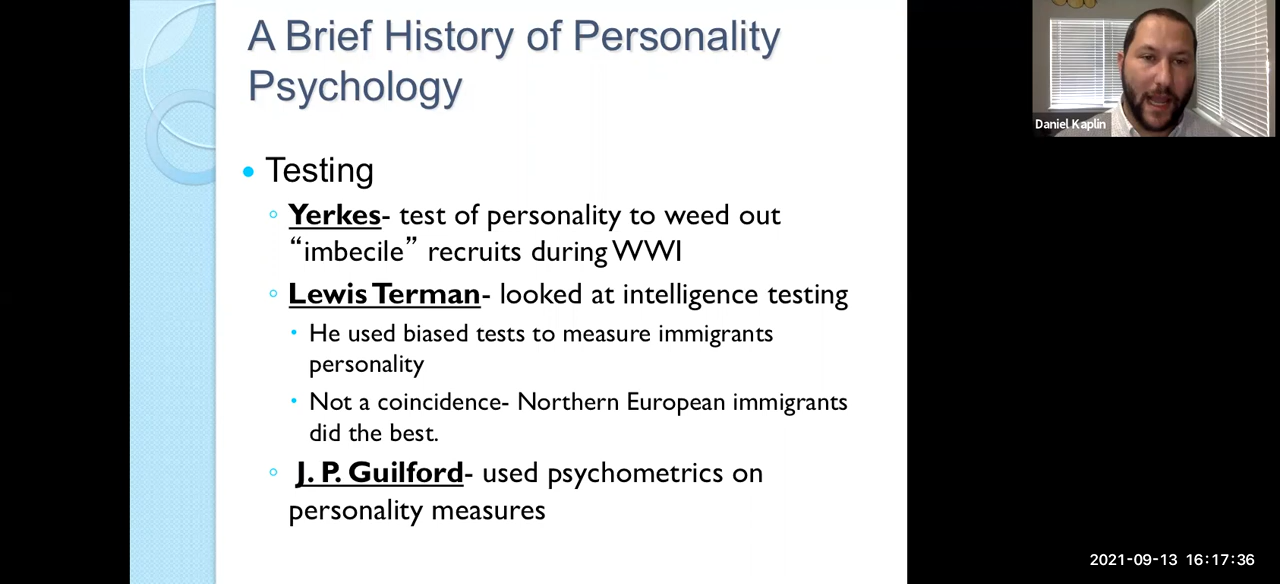 A Brief History of Personality
Psychology
Daniel Kaplin
• Testing
◦ Yerkes- test of personality to weed out
“imbecile” recruits during WWI
◦ Lewis Terman- looked at intelligence testing
• He used biased tests to measure immigrants
personality
• Not a coincidence- Northern European immigrants
did the best.
◦ J. P. Guilford- used psychometrics on
personality measures
2021-09-13 16:17:36